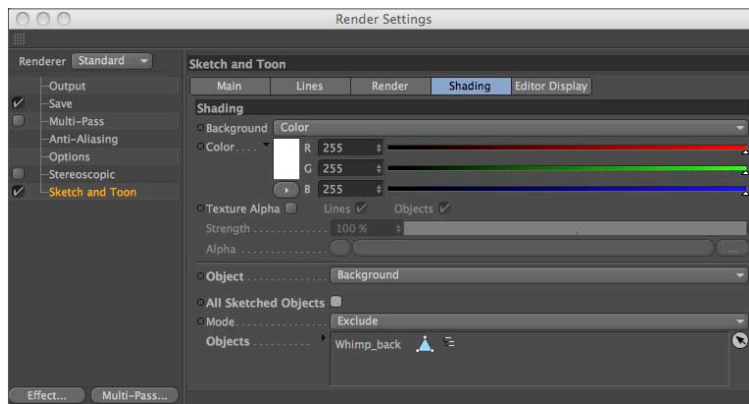 Render Settings
Renderer Standard
Sketch and Toon
Output
Main Lines Render Shading Editor Display
Save
Shading
Multi-Pass
Background Color
Anti-Aliasing
Color.... R 255
Options
G 255
Stereoscopic
B 255
Sketch and Toon
Texture Alpha Lines Objects
Strength............ 100 %
Alpha............... ...
Object............. Background
All Sketched Objects
Mode............... Exclude
Objects.......... Whimp_back
Effect... Multi-Pass...